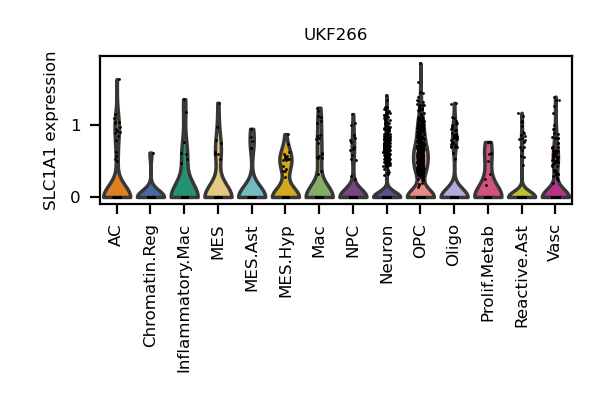 UKF266
SLC1A1 expression
1
0
AC
Chromatin.Reg
Inflammatory.Mac
MES
MES.Ast
MES.Hyp
Mac
NPC
Neuron
OPC
Oligo
Prolif.Metab
Reactive.Ast
Vasc